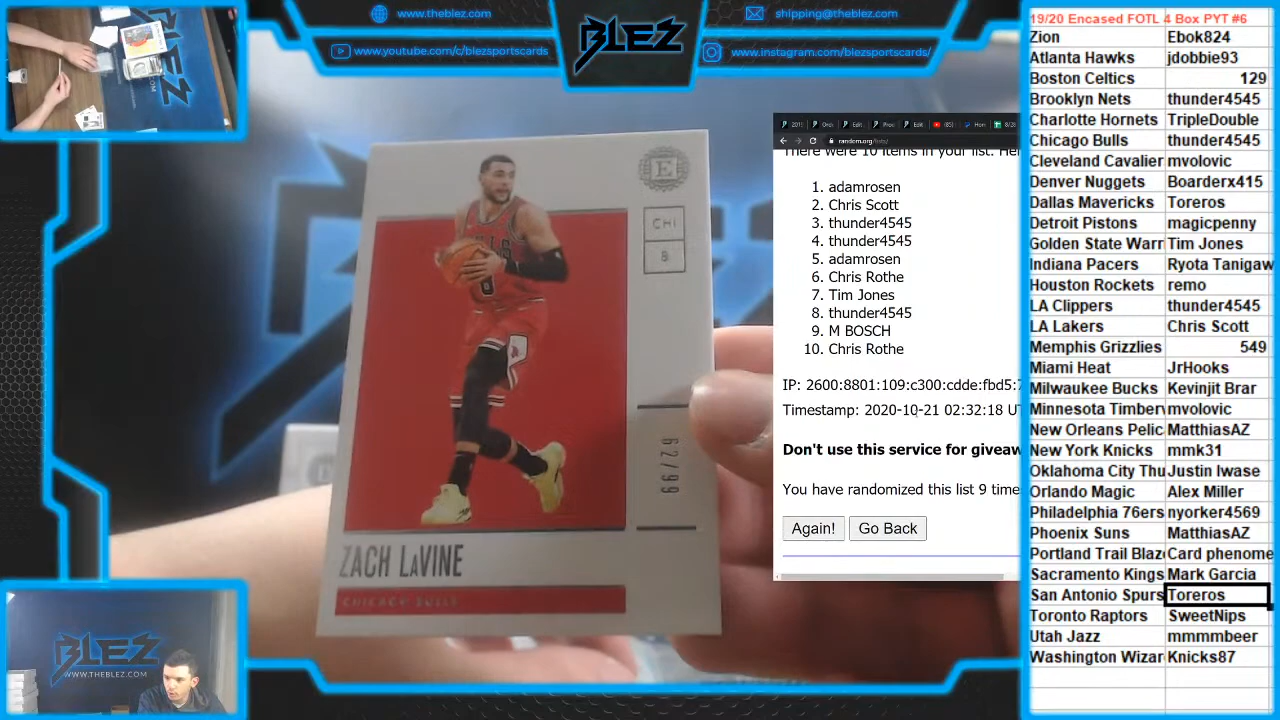 www.theblez.com
www.youtube.com/c/blezsportscards
BLEZ
shipping@theblez.com
www.instagram.com/blezsportscards/
E
CHI
8
62/99
ZACH LaVINE
CHICAGO BULLS
random.org/lists/
There were 10 items in your list.
1. adamrosen
2. Chris Scott
3. thunder4545
4. thunder4545
5. adamrosen
6. Chris Rothe
7. Tim Jones
8. thunder4545
9. M BOSCH
10. Chris Rothe
IP: 2600:8801:109:c300:cdde:fbd5:
Timestamp: 2020-10-21 02:32:18
Don't use this service for giveaw
You have randomized this list 9 time
Again! Go Back
19/20 Encased FOTL 4 Box PYT #6
Zion Ebok824
Atlanta Hawks jdobbie93
Boston Celtics 129
Brooklyn Nets thunder4545
Charlotte Hornets TripleDouble
Chicago Bulls thunder4545
Cleveland Cavalier mvolovic
Denver Nuggets Boarderx415
Dallas Mavericks Toreros
Detroit Pistons magicpenny
Golden State Warr Tim Jones
Indiana Pacers Ryota Tanigaw
Houston Rockets remo
LA Clippers thunder4545
LA Lakers Chris Scott
Memphis Grizzlies 549
Miami Heat JrHooks
Milwaukee Bucks Kevinjit Brar
Minnesota Timberv mvolovic
New Orleans Pelic MatthiasAZ
New York Knicks mmk31
Oklahoma City Thu Justin Iwase
Orlando Magic Alex Miller
Philadelphia 76ers nyorker4569
Phoenix Suns MatthiasAZ
Portland Trail Blaz Card phenome
Sacramento Kings Mark Garcia
San Antonio Spurs Toreros
Toronto Raptors SweetNips
Utah Jazz mmmmbeer
Washington Wizar Knicks87
BLEZ
WWW.THEBLEZ.COM